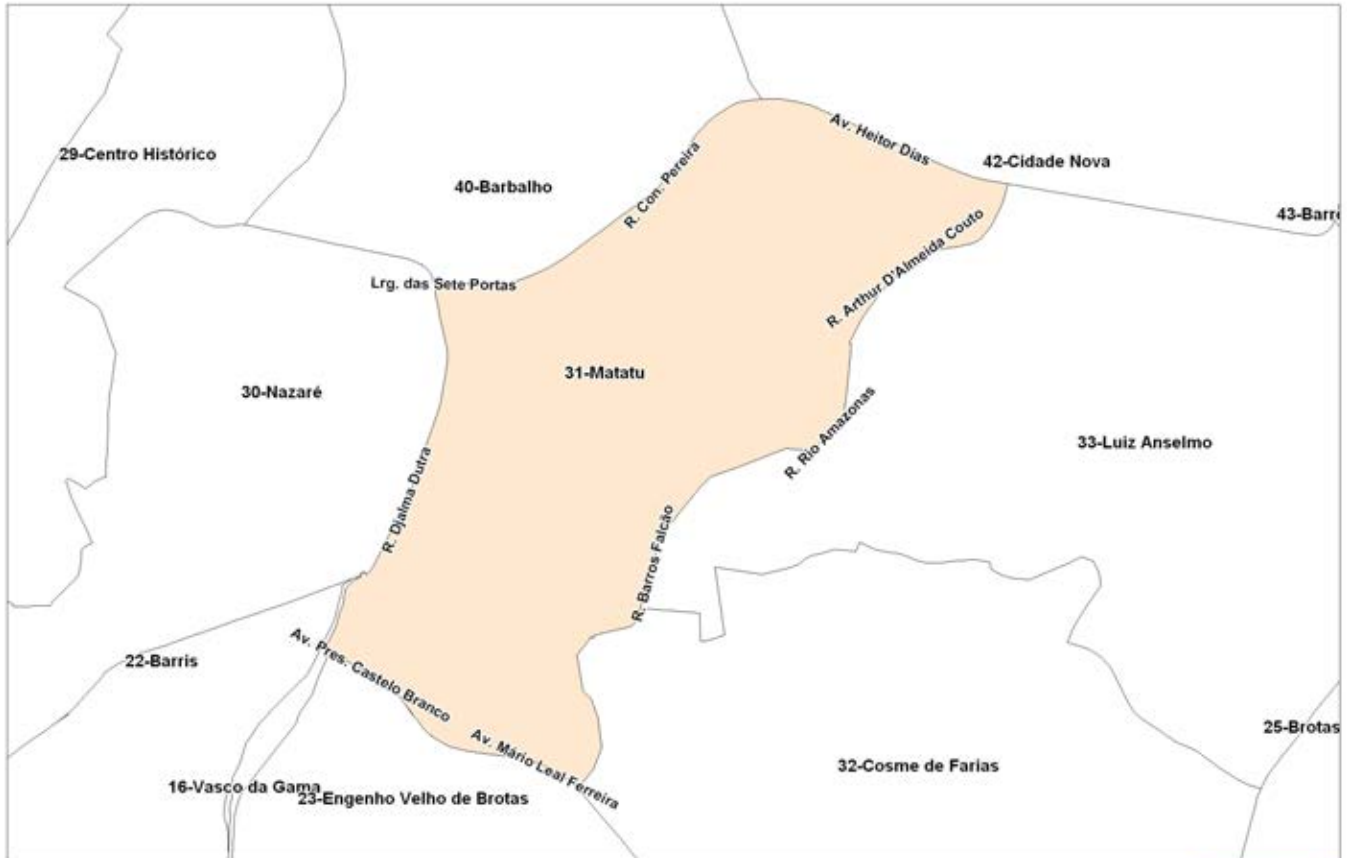 Av. Heitor Dias
29-Centro Histórico
42-Cidade Nova
40-Barbalho
R. Con. Pereira
43-Barr
R. Arthur D'Almeida Couto
Lrg. das Sete Portas
31-Matatu
30-Nazaré
R. Rio Amazonas
33-Luiz Anselmo
R. Djalma Dutra
R. Barros Falcão
22-Barris
Av. Pres. Castelo Branco
25-Brotas
Av. Mário Leal Ferreira
32-Cosme de Farias
16-Vasco da Gama
23-Engenho Velho de Brotas